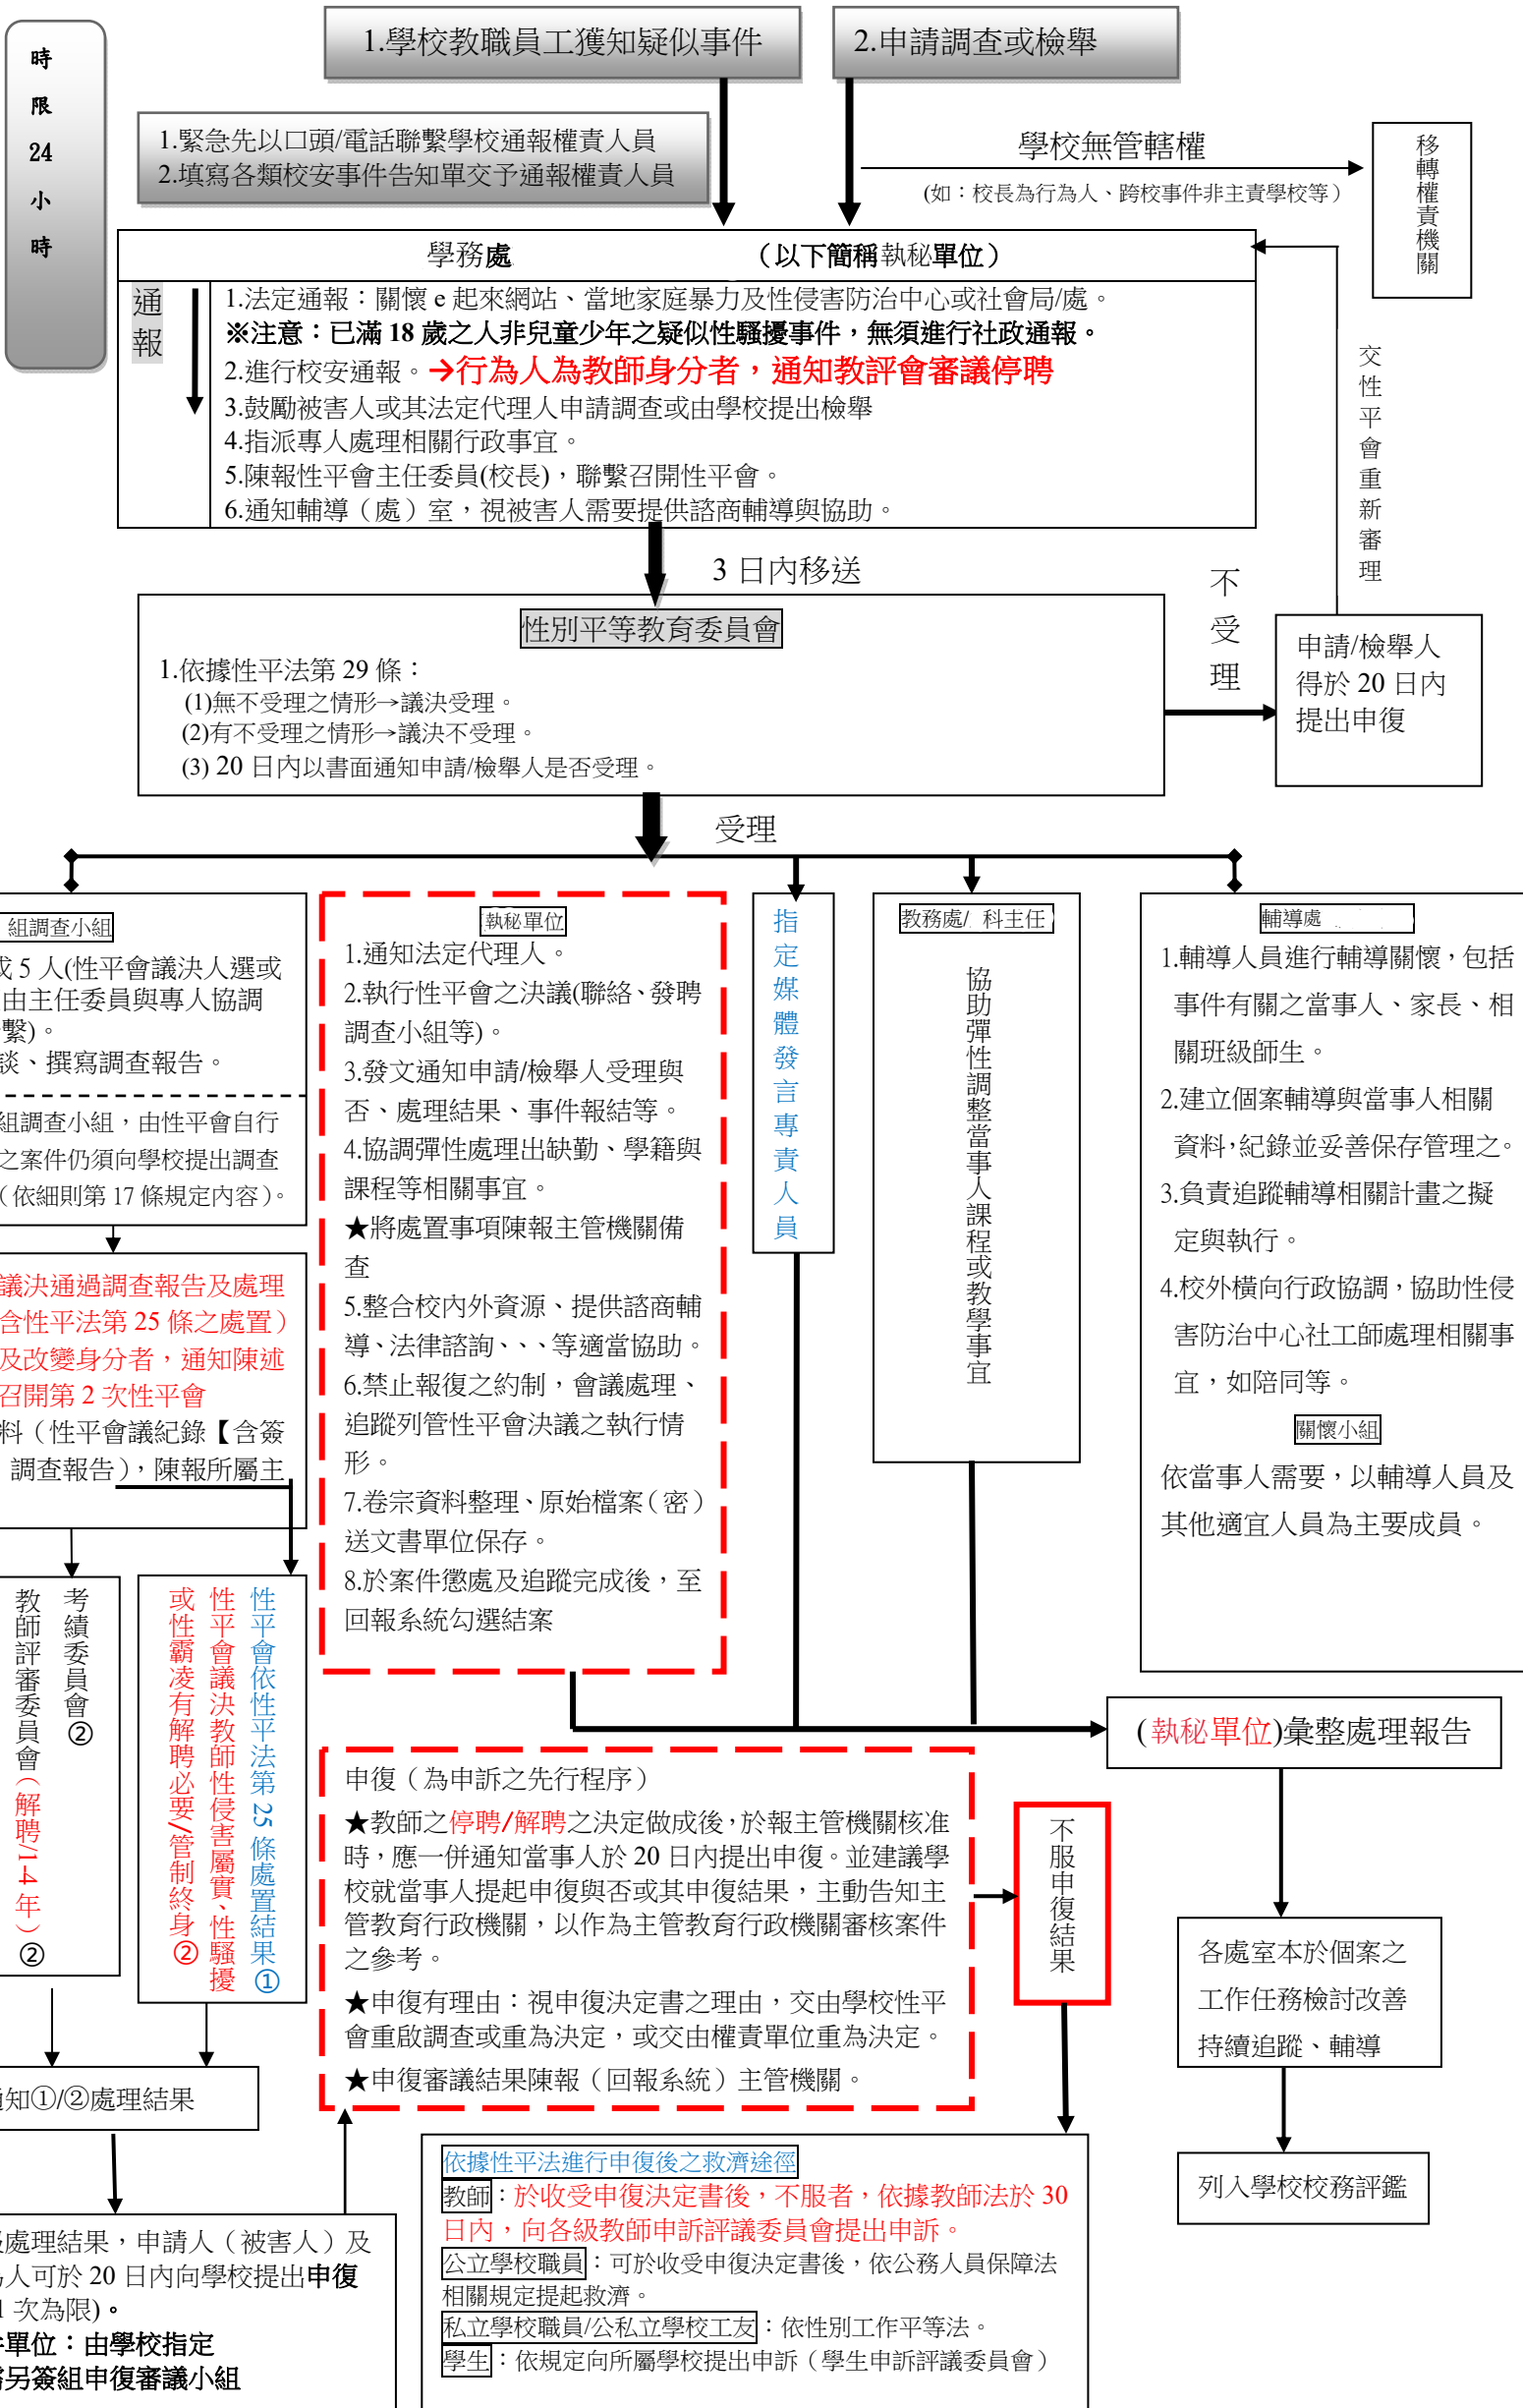 時
限
24
小
時
1.學校教職員工獲知疑似事件
2.申請調查或檢舉
1.緊急先以口頭/電話聯繫學校通報權責人員
2.填寫各類校安事件告知單交予通報權責人員
學校無管轄權
(如：校長為行為人、跨校事件非主責學校等）
移轉權責機關
學務處
（以下簡稱執秘單位）
通報
1.法定通報：關懷 e 起來網站、當地家庭暴力及性侵害防治中心或社會局/處。
※注意：已滿 18 歲之人非兒童少年之疑似性騷擾事件，無須進行社政通報。
2.進行校安通報。→行為人為教師身分者，通知教評會審議停聘
3.鼓勵被害人或其法定代理人申請調查或由學校提出檢舉
4.指派專人處理相關行政事宜。
5.陳報性平會主任委員(校長)，聯繫召開性平會。
6.通知輔導（處）室，視被害人需要提供諮商輔導與協助。
交性平會重新審理
3 日內移送
不受理
性別平等教育委員會
1.依據性平法第 29 條：
(1)無不受理之情形→議決受理。
(2)有不受理之情形→議決不受理。
(3) 20 日內以書面通知申請/檢舉人是否受理。
申請/檢舉人
得於 20 日內
提出申復
受理
組調查小組
或 5 人(性平會議決人選或
由主任委員與專人協調
繫)。
談、撰寫調查報告。
組調查小組，由性平會自行
之案件仍須向學校提出調查
（依細則第 17 條規定內容）。
議決通過調查報告及處理
含性平法第 25 條之處置）
及改變身分者，通知陳述
召開第 2 次性平會
料（性平會議紀錄【含簽
調查報告），陳報所屬主
執秘單位
1.通知法定代理人。
2.執行性平會之決議(聯絡、發聘
調查小組等)。
3.發文通知申請/檢舉人受理與
否、處理結果、事件報結等。
4.協調彈性處理出缺勤、學籍與
課程等相關事宜。
★將處置事項陳報主管機關備
查
5.整合校內外資源、提供諮商輔
導、法律諮詢、、、等適當協助。
6.禁止報復之約制，會議處理、
追蹤列管性平會決議之執行情
形。
7.卷宗資料整理、原始檔案（密）
送文書單位保存。
8.於案件懲處及追蹤完成後，至
回報系統勾選結案
指定媒體發言專責人員
教務處/ 科主任
協助彈性調整當事人課程或教學事宜
輔導處
1.輔導人員進行輔導關懷，包括
事件有關之當事人、家長、相
關班級師生。
2.建立個案輔導與當事人相關
資料，紀錄並妥善保存管理之。
3.負責追蹤輔導相關計畫之擬
定與執行。
4.校外橫向行政協調，協助性侵
害防治中心社工師處理相關事
宜，如陪同等。
關懷小組
依當事人需要，以輔導人員及
其他適宜人員為主要成員。
考績委員會②
教師評審委員會（解聘/1-4 年）②
性平會依性平法第 25 條處置結果①
性平會議決教師性侵害屬實、性騷擾
或性霸凌有解聘必要/管制終身②
(執秘單位)彙整處理報告
申復（為申訴之先行程序）
★教師之停聘/解聘之決定做成後，於報主管機關核准
時，應一併通知當事人於 20 日內提出申復。並建議學
校就當事人提起申復與否或其申復結果，主動告知主
管教育行政機關，以作為主管教育行政機關審核案件
之參考。
★申復有理由：視申復決定書之理由，交由學校性平
會重啟調查或重為決定，或交由權責單位重為決定。
★申復審議結果陳報（回報系統）主管機關。
不服申復結果
各處室本於個案之
工作任務檢討改善
持續追蹤、輔導
列入學校校務評鑑
知①/②處理結果
處理結果，申請人（被害人）及
人可於 20 日內向學校提出申復
1 次為限)。
單位：由學校指定
另簽組申復審議小組
依據性平法進行申復後之救濟途徑
教師：於收受申復決定書後，不服者，依據教師法於 30
日內，向各級教師申訴評議委員會提出申訴。
公立學校職員：可於收受申復決定書後，依公務人員保障法
相關規定提起救濟。
私立學校職員/公私立學校工友：依性別工作平等法。
學生：依規定向所屬學校提出申訴（學生申訴評議委員會）